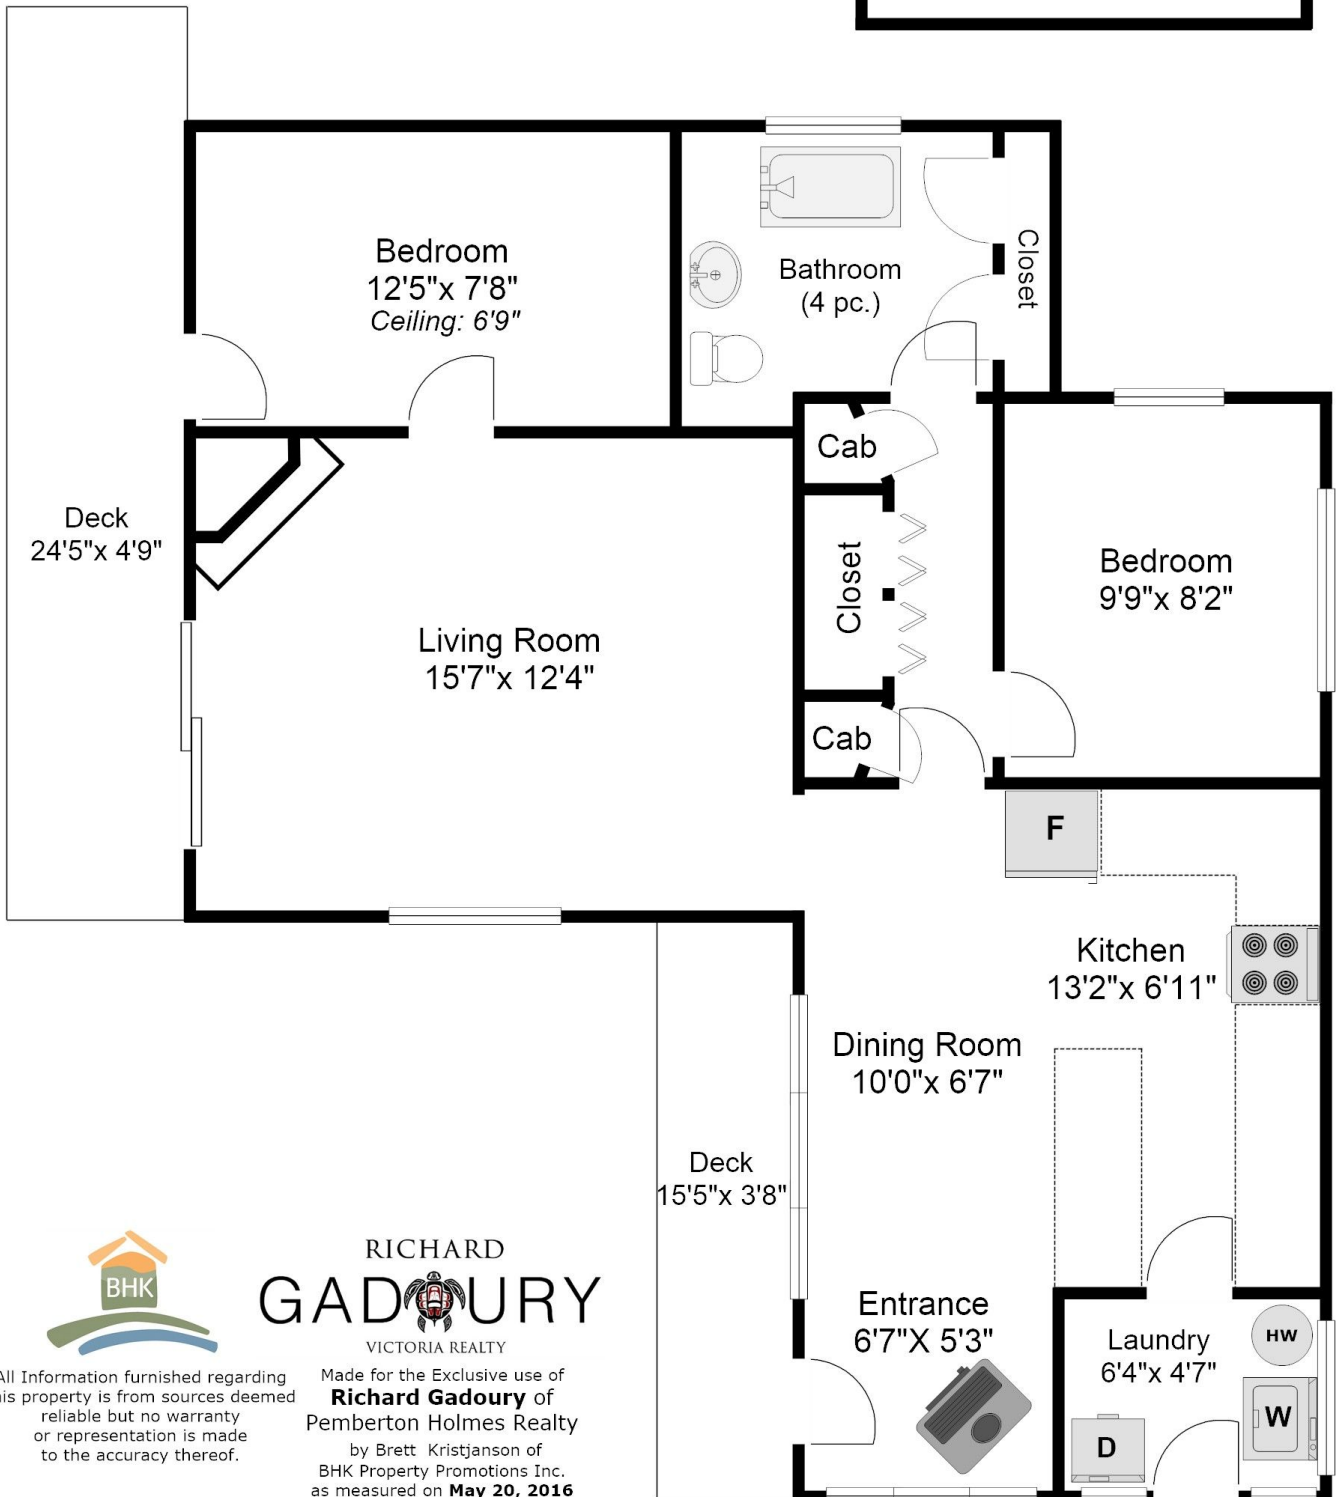 Bedroom
12'5"x 7'8"
Ceiling: 6'9"
Bathroom
(4 pc.)
Closet
Cab
Closet
Cab
Bedroom
9'9"x 8'2"
Deck
24'5"x 4'9"
Living Room
15'7"x 12'4"
F
Kitchen
13'2"x 6'11"
Dining Room
10'0"x 6'7"
Deck
15'5"x 3'8"
Entrance
6'7"X 5'3"
Laundry
6'4"x 4'7"
HW
W
D
BHK
All Information furnished regarding
his property is from sources deemed
reliable but no warranty
or representation is made
to the accuracy thereof.
RICHARD
GADOURY
VICTORIA REALTY
Made for the Exclusive use of
Richard Gadoury of
Pemberton Holmes Realty
by Brett Kristjanson of
BHK Property Promotions Inc.
as measured on May 20, 2016